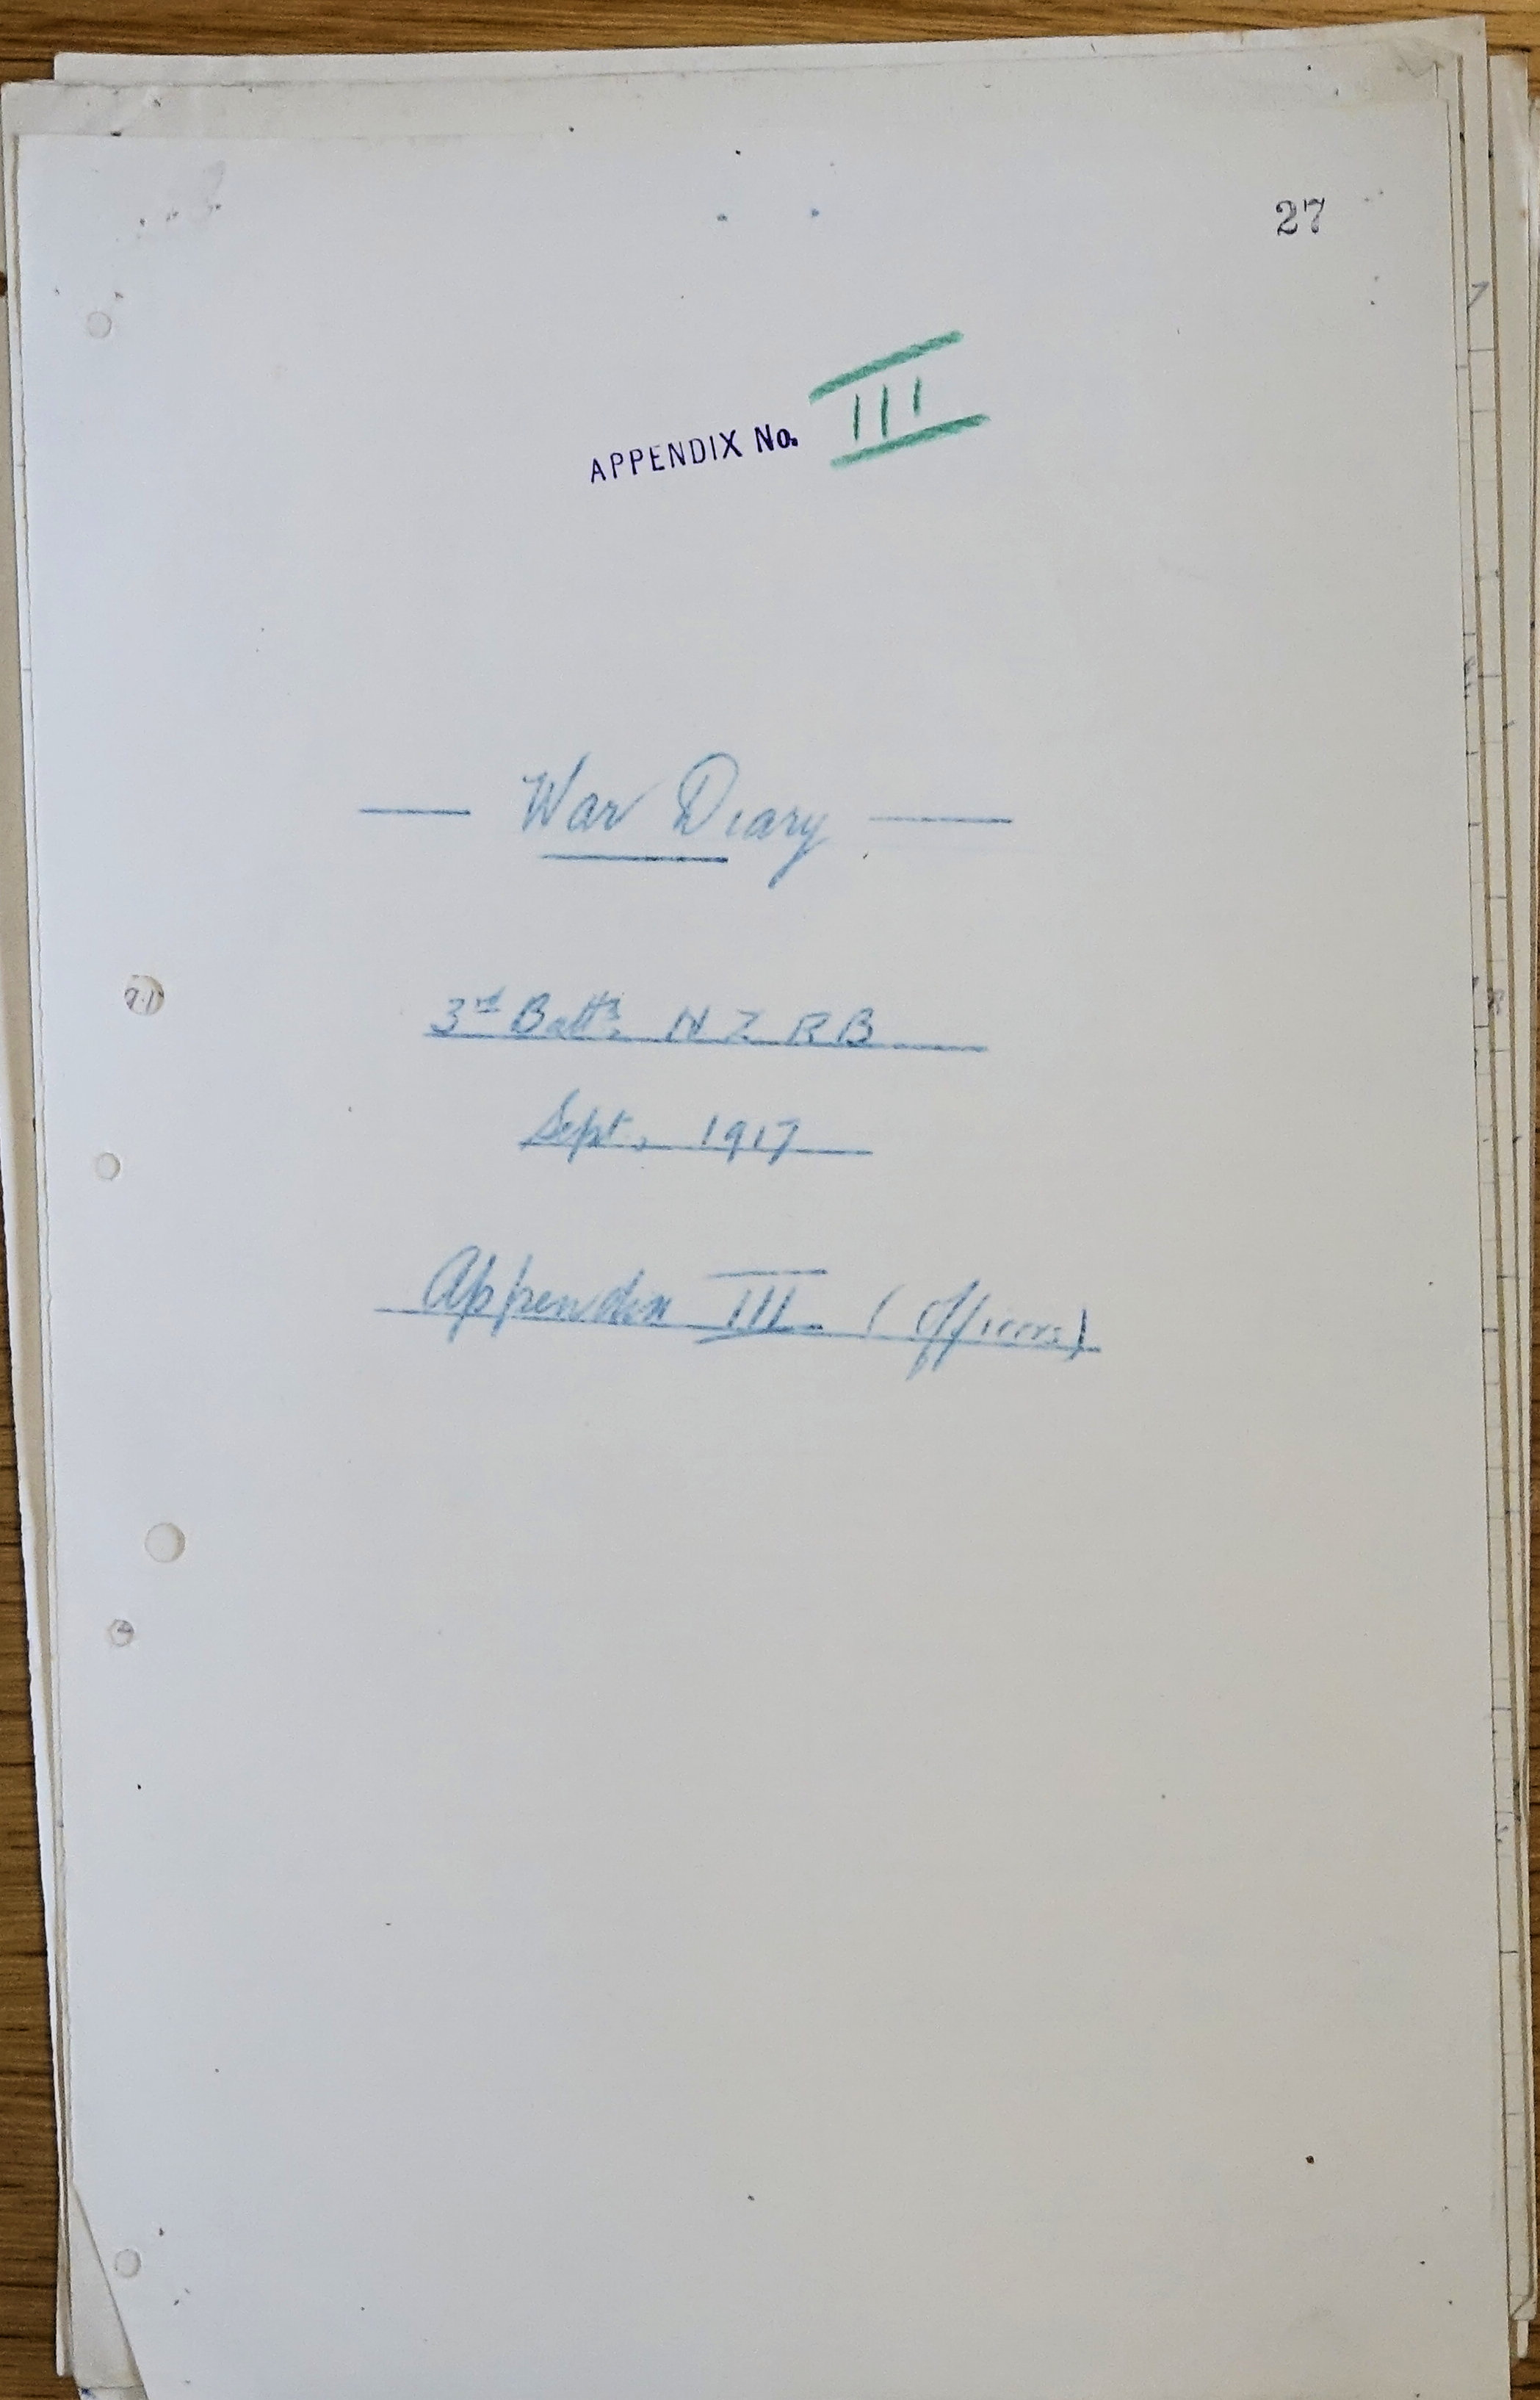 27
APPENDIX No. III
— War Diary —
3rd Battn. N Z R B
Sept. 1917
Appendix III (Officers)